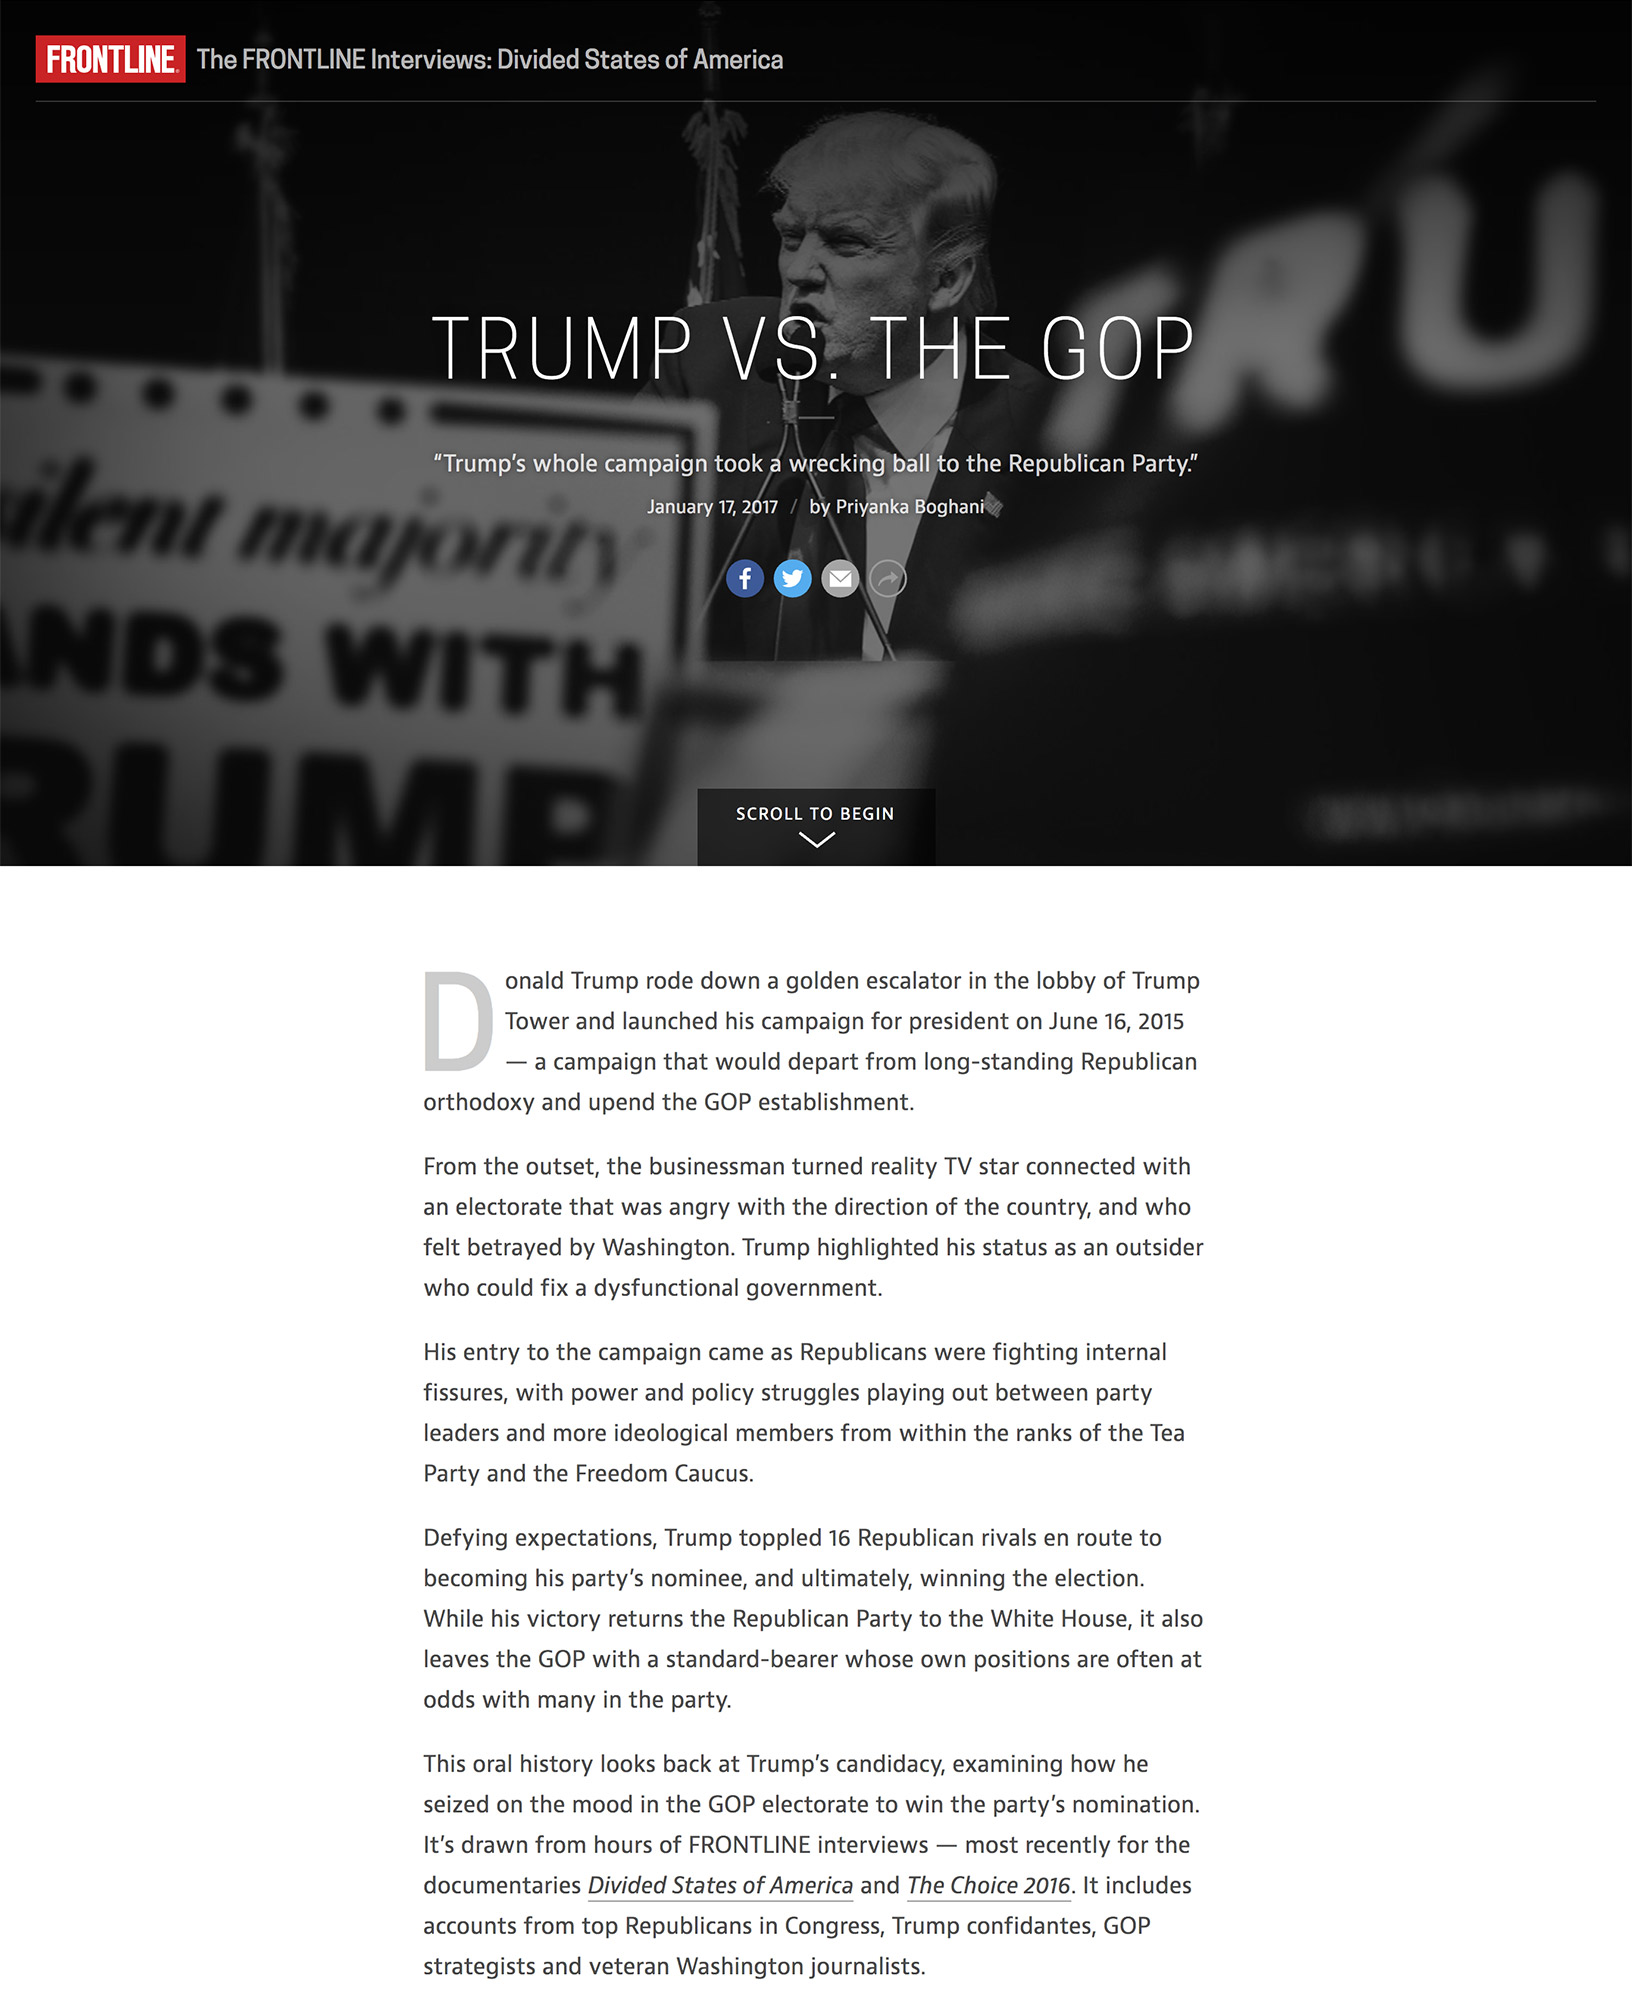 FRONTLINE
The FRONTLINE Interviews: Divided States of America
TRU
TRUMP VS. THE GOP
“Trump’s whole campaign took a wrecking ball to the Republican Party.”
January 17, 2017 / by Priyanka Boghani
majority
WITH
TRUMP
SCROLL TO BEGIN
Donald Trump rode down a golden escalator in the lobby of Trump
Tower and launched his campaign for president on June 16, 2015
— a campaign that would depart from long-standing Republican
orthodoxy and upend the GOP establishment.
From the outset, the businessman turned reality TV star connected with
an electorate that was angry with the direction of the country, and who
felt betrayed by Washington. Trump highlighted his status as an outsider
who could fix a dysfunctional government.
His entry to the campaign came as Republicans were fighting internal
fissures, with power and policy struggles playing out between party
leaders and more ideological members from within the ranks of the Tea
Party and the Freedom Caucus.
Defying expectations, Trump toppled 16 Republican rivals en route to
becoming his party’s nominee, and ultimately, winning the election.
While his victory returns the Republican Party to the White House, it also
leaves the GOP with a standard-bearer whose own positions are often at
odds with many in the party.
This oral history looks back at Trump’s candidacy, examining how he
seized on the mood in the GOP electorate to win the party’s nomination.
It’s drawn from hours of FRONTLINE interviews — most recently for the
documentaries Divided States of America and The Choice 2016. It includes
accounts from top Republicans in Congress, Trump confidantes, GOP
strategists and veteran Washington journalists.